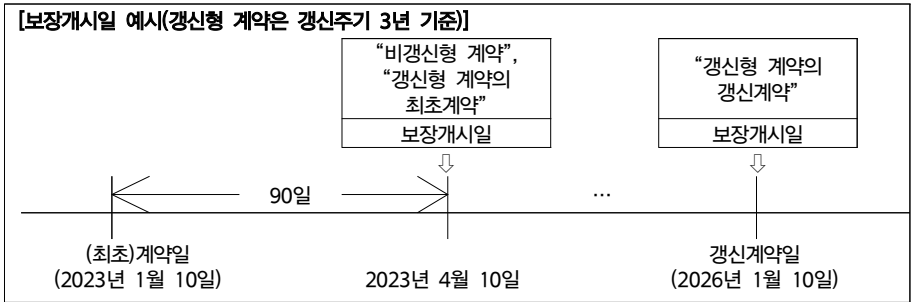 [보장개시일 예시(갱신형 계약은 갱신주기 3년 기준)]
“비갱신형 계약”,
“갱신형 계약의
최초계약”
보장개시일
“갱신형 계약의
갱신계약”
보장개시일
90일
…
(최초)계약일
(2023년 1월 10일)
2023년 4월 10일
갱신계약일
(2026년 1월 10일)